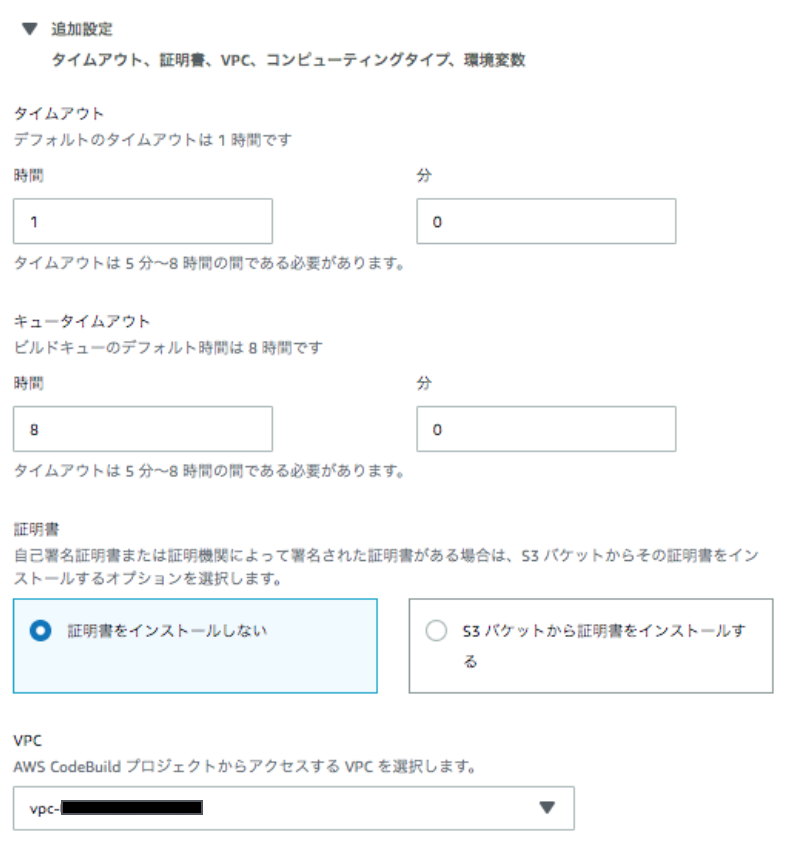 追加設定
タイムアウト、証明書、VPC、コンピューティングタイプ、環境変数
タイムアウト
デフォルトのタイムアウトは 1 時間です
時間
分
1
0
タイムアウトは 5 分～8 時間の間である必要があります。
キュータイムアウト
ビルドキューのデフォルト時間は 8 時間です
時間
分
8
0
タイムアウトは 5 分～8 時間の間である必要があります。
証明書
自己署名証明書または証明機関によって署名された証明書がある場合は、S3 バケットからその証明書をイン
ストールするオプションを選択します。
証明書をインストールしない
S3 バケットから証明書をインストールす
る
VPC
AWS CodeBuild プロジェクトからアクセスする VPC を選択します。
vpc-